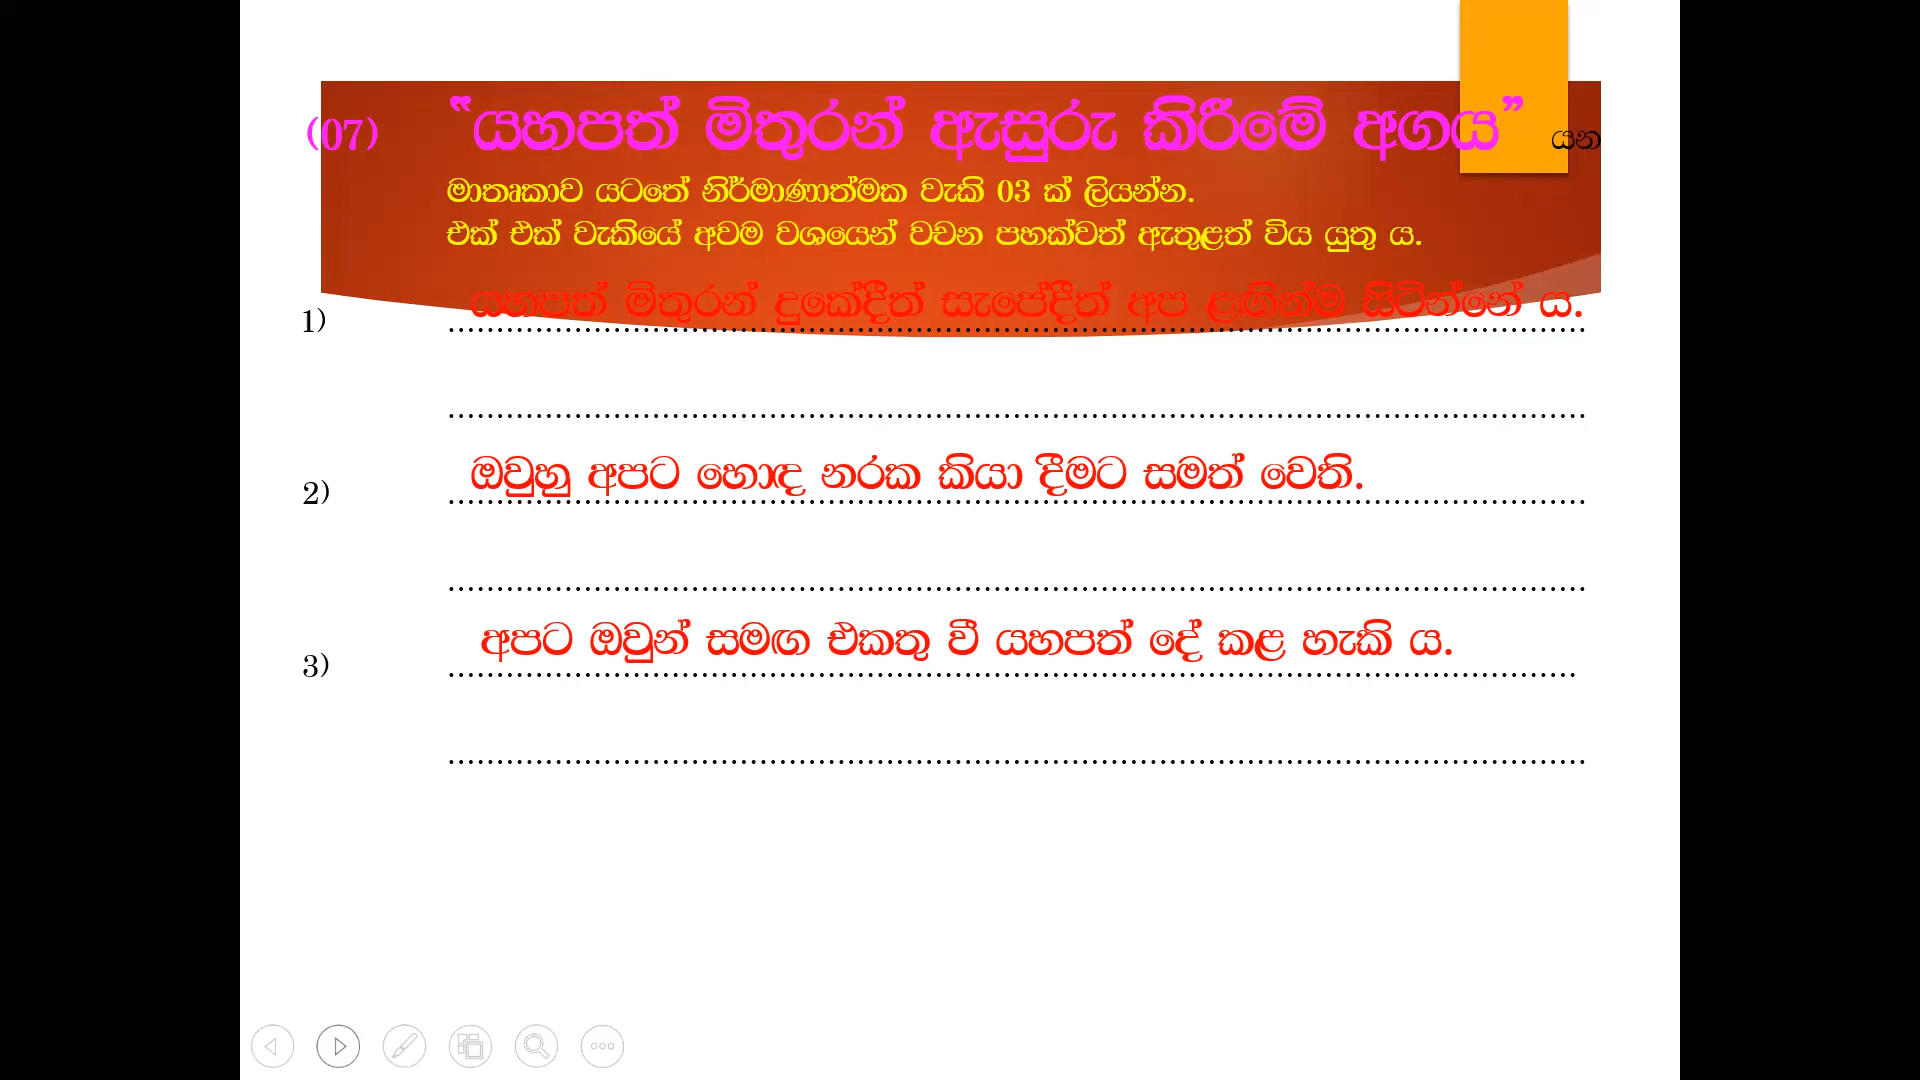 (07) “යහපත් මිතුරන් ඇසුරු කිරීමේ අගය” යන
මාතෘකාව යටතේ නිර්මාණාත්මක වැකි 03 ක් ලියන්න.
එක් එක් වැකියේ අවම වශයෙන් වචන පහක්වත් ඇතුළත් විය යුතු ය.
1) යහපත් මිතුරන් දුකේදීත් සැපේදීත් අප ළඟින්ම සිටින්නේ ය.
2) ඔවුහු අපට හොඳ නරක කියා දීමට සමත් වෙති.
3) අපට ඔවුන් සමඟ එකතු වී යහපත් දේ කළ හැකි ය.